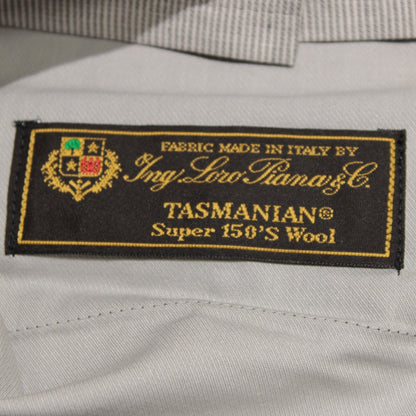 FABRIC MADE IN ITALY BY
Ing. Loro Piana & C.
TASMANIAN®
Super 150'S Wool